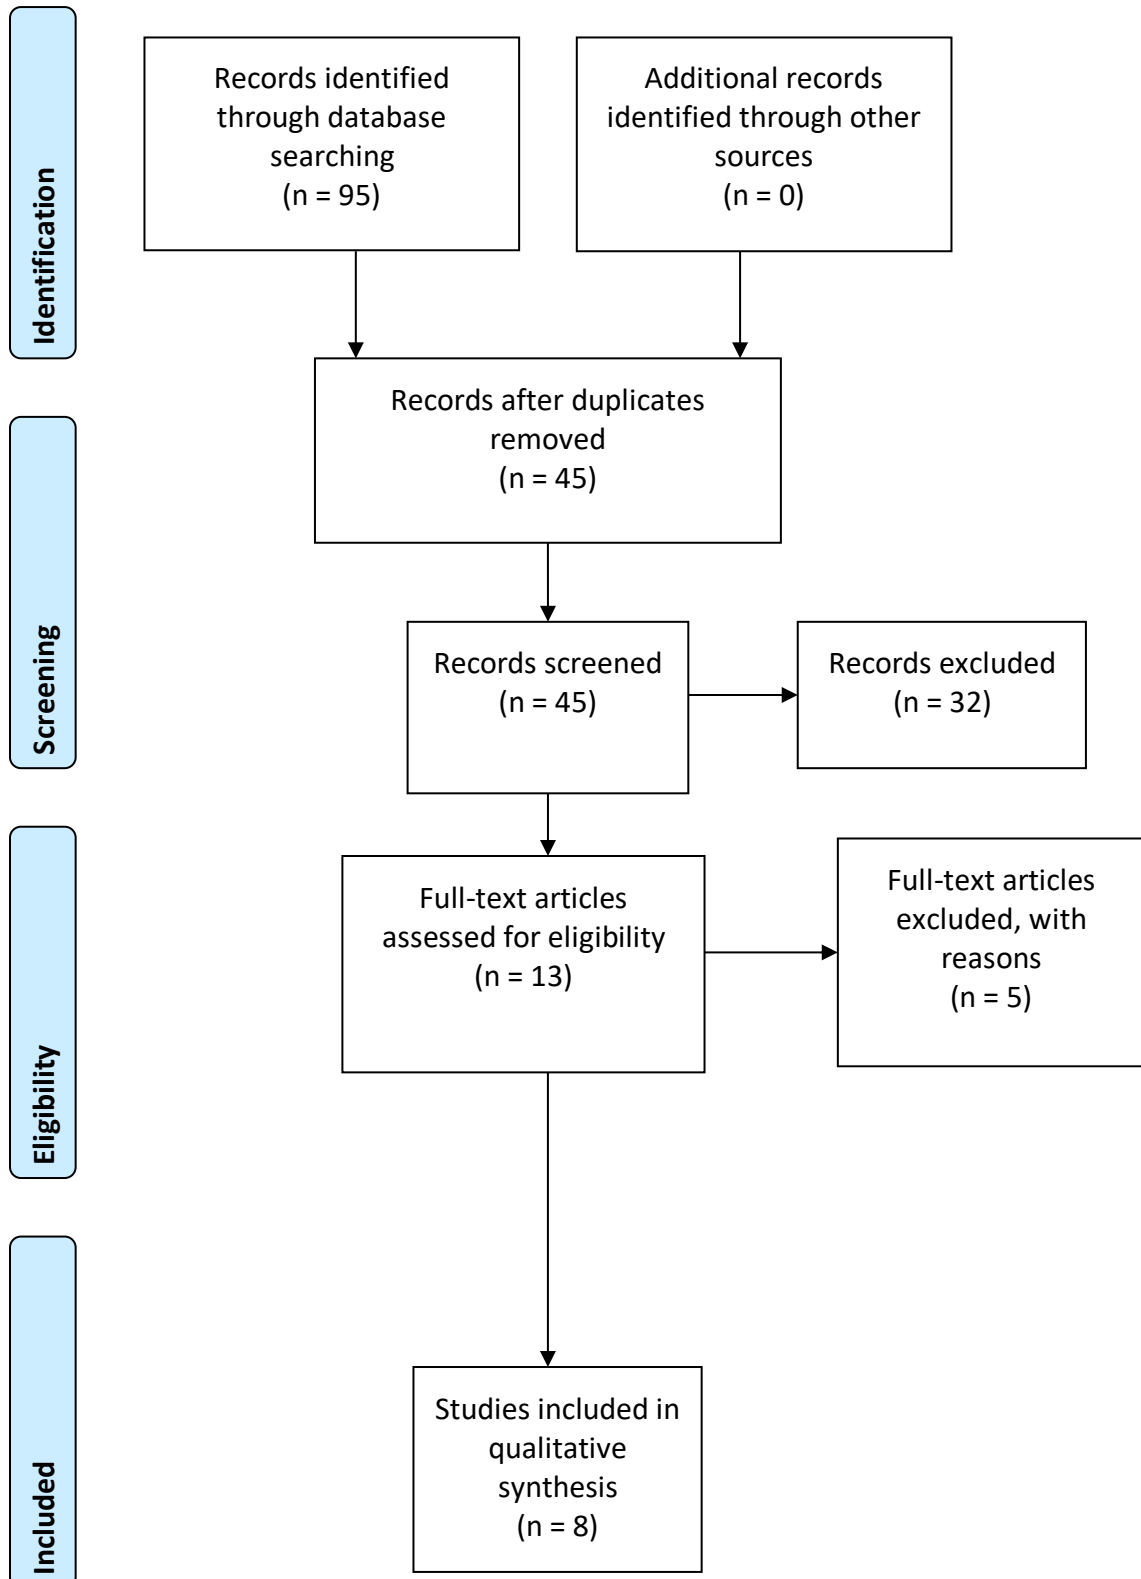 Identification
Records identified
through database
searching
(n = 95)
Additional records
identified through other
sources
(n = 0)
Records after duplicates
removed
(n = 45)
Screening
Records screened
(n = 45)
Records excluded
(n = 32)
Eligibility
Full-text articles
assessed for eligibility
(n = 13)
Full-text articles
excluded, with
reasons
(n = 5)
Included
Studies included in
qualitative
synthesis
(n = 8)